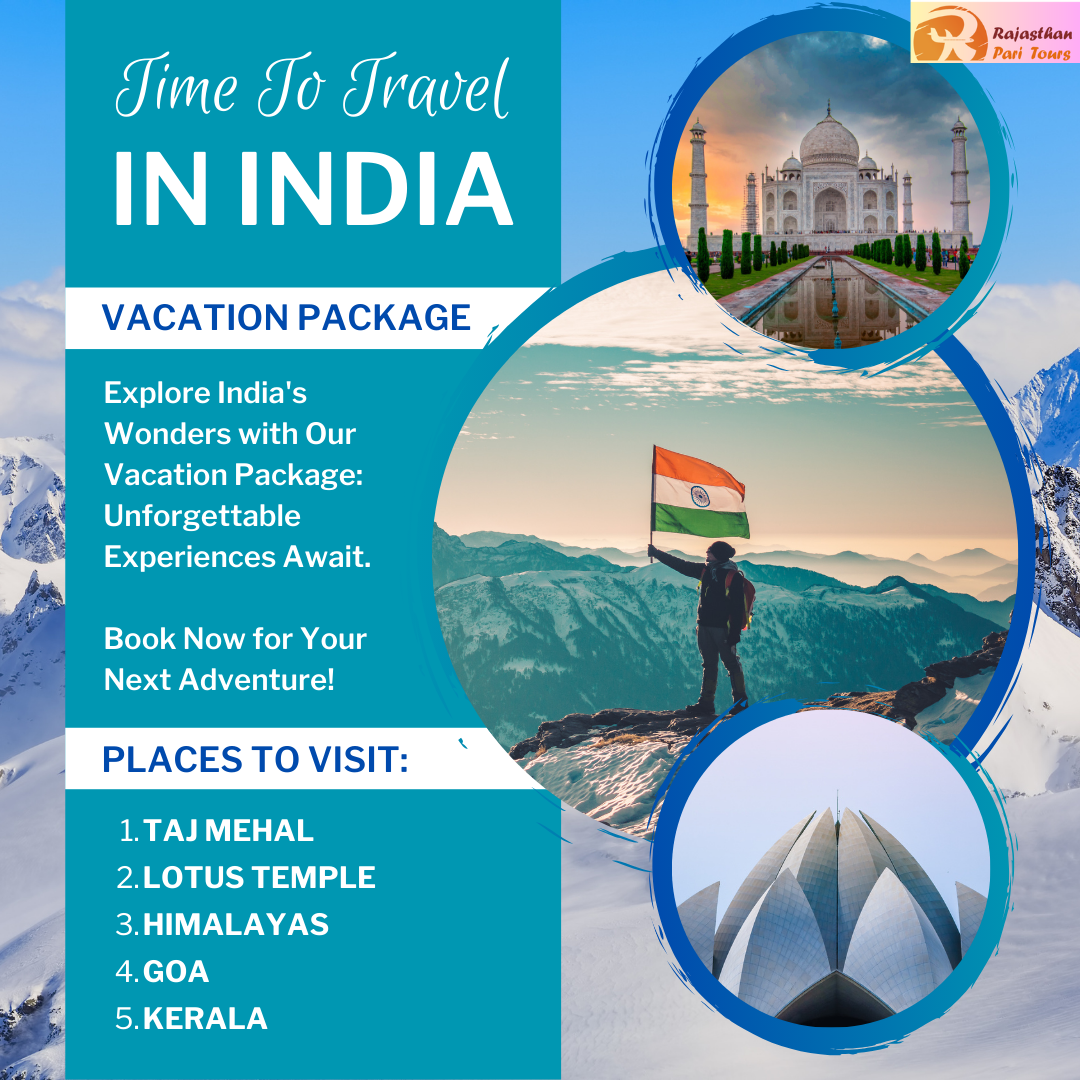 Rajasthan
Pari Tours
Time To Travel
IN INDIA
VACATION PACKAGE
Explore India's
Wonders with Our
Vacation Package:
Unforgettable
Experiences Await.
Book Now for Your
Next Adventure!
PLACES TO VISIT:
1. TAJ MEHAL
2. LOTUS TEMPLE
3. HIMALAYAS
4. GOA
5. KERALA